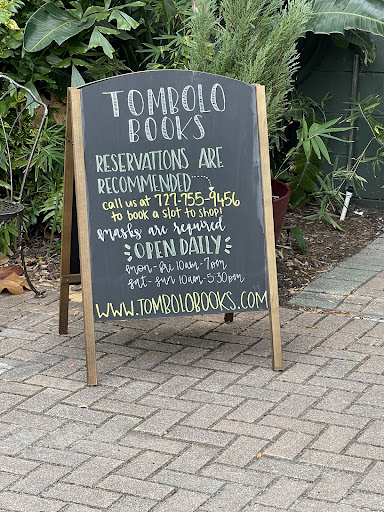 TOMBOLO
BOOKS
RESERVATIONS ARE
RECOMMENDED
call us at 727-755-9456
to book a slot to shop!
masks are required
OPEN DAILY
mon-fri 10am-7pm
sat-sun 10am-5:30pm
WWW.TOMBOLOBOOKS.COM